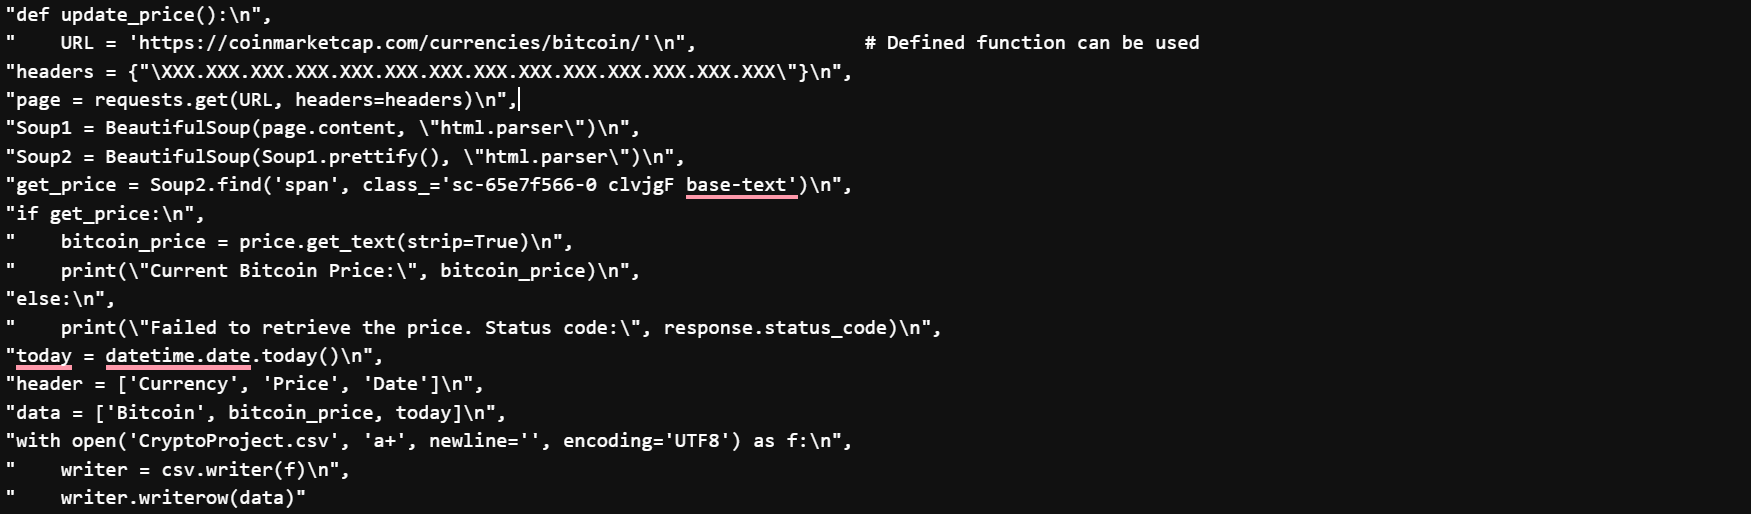 "def update_price():\n",
"    URL = 'https://coinmarketcap.com/currencies/bitcoin/'\n",               # Defined function can be used
"headers = {"\XXX.XXX.XXX.XXX.XXX.XXX.XXX.XXX.XXX.XXX.XXX.XXX.XXX.XXX\"}\n",
"page = requests.get(URL, headers=headers)\n",
"Soup1 = BeautifulSoup(page.content, \"html.parser\")\n",
"Soup2 = BeautifulSoup(Soup1.prettify(), \"html.parser\")\n",
"get_price = Soup2.find('span', class_='sc-65e7f566-0 clvjgF base-text')\n",
"if get_price:\n",
"    bitcoin_price = price.get_text(strip=True)\n",
"    print(\"Current Bitcoin Price:\", bitcoin_price)\n",
"else:\n",
"    print(\"Failed to retrieve the price. Status code:\", response.status_code)\n",
"today = datetime.date.today()\n",
"header = ['Currency', 'Price', 'Date']\n",
"data = ['Bitcoin', bitcoin_price, today]\n",
"with open('CryptoProject.csv', 'a+', newline='', encoding='UTF8') as f:\n",
"    writer = csv.writer(f)\n",
"    writer.writerow(data)"